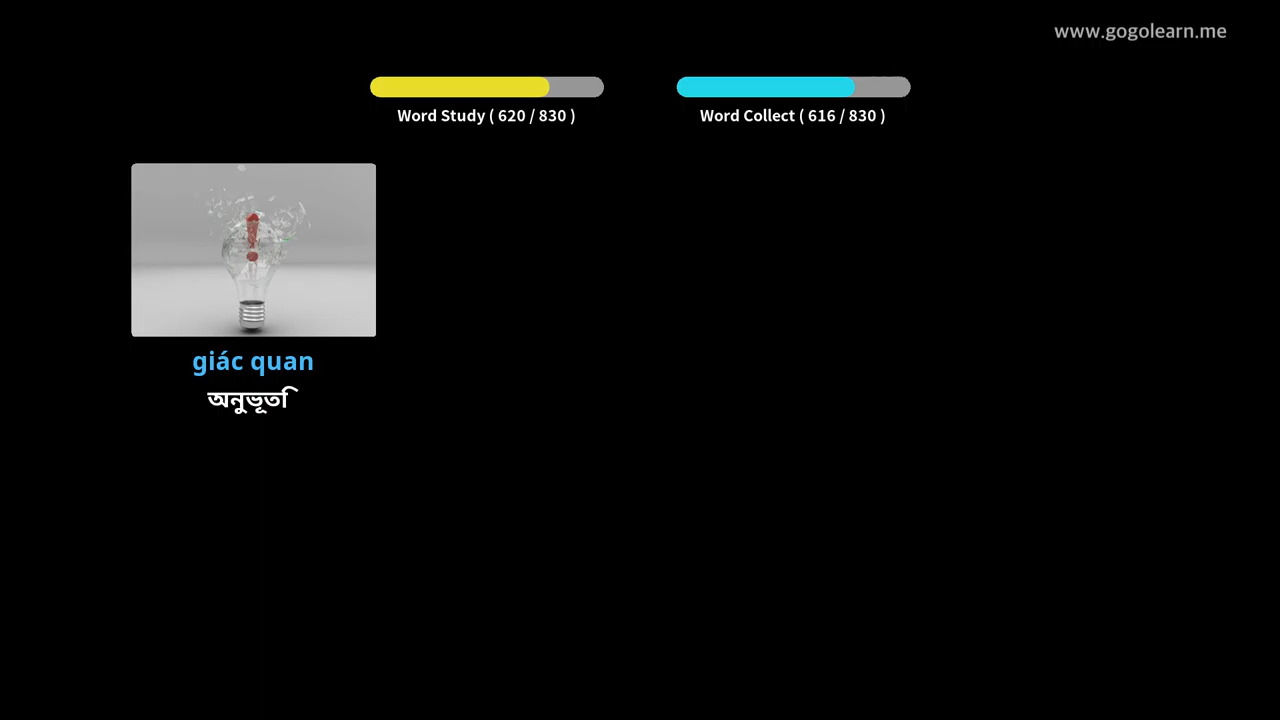 www.gogolearn.me
Word Study ( 620 / 830 )
Word Collect ( 616 / 830 )
giác quan
অনুভূতি